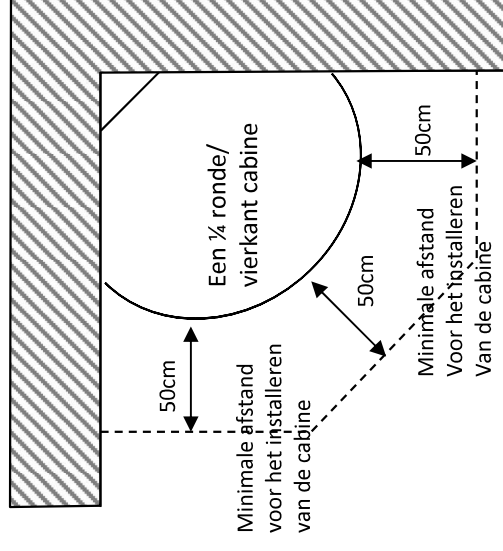 Een ¼ ronde/
vierkant cabine
50cm
Minimale afstand
voor het installeren
van de cabine
50cm
50cm
Minimale afstand
Voor het installeren
Van de cabine